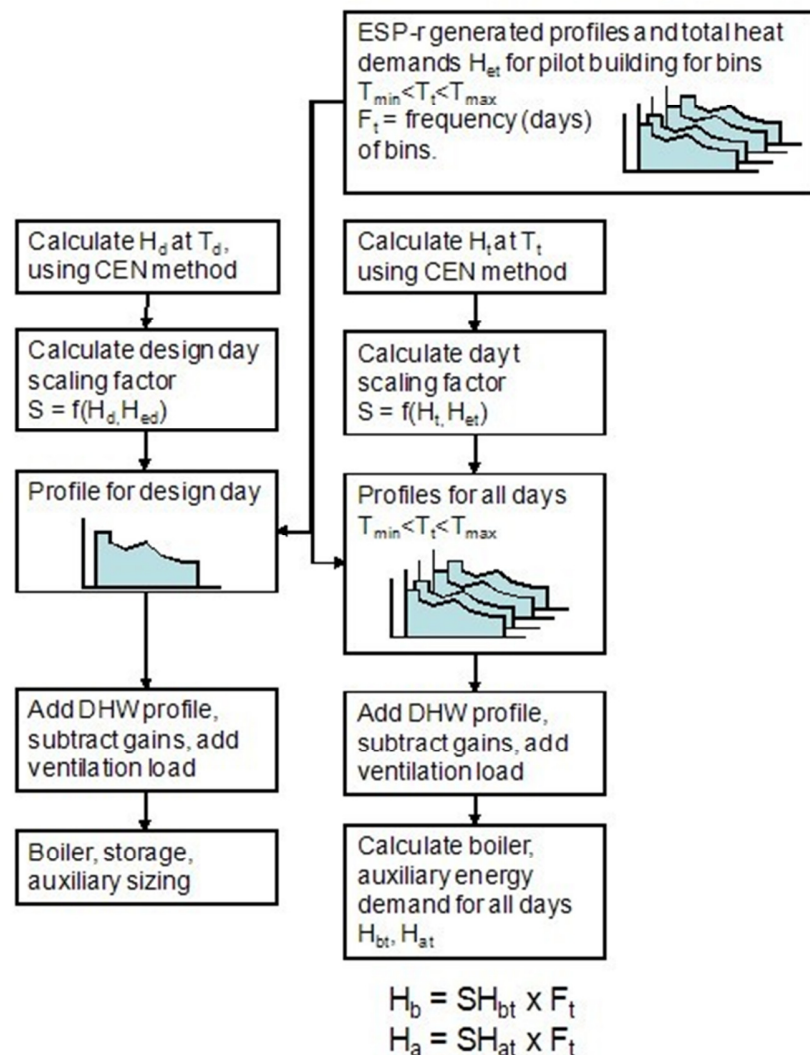 ESP-r generated profiles and total heat
demands Het for pilot building for bins
Tmin<Tt<Tmax
Ft = frequency (days)
of bins.
Calculate Hd at Td,
using CEN method
Calculate design day
scaling factor
S = f(Hd,Hed)
Profile for design day
Add DHW profile,
subtract gains, add
ventilation load
Boiler, storage,
auxiliary sizing
Calculate Ht at Tt
using CEN method
Calculate day t
scaling factor
S = f(Ht,Het)
Profiles for all days
Tmin<Tt<Tmax
Add DHW profile,
subtract gains, add
ventilation load
Calculate boiler,
auxiliary energy
demand for all days
Hbt, Hat
Hb = SHbt x Ft
Ha = SHat x Ft